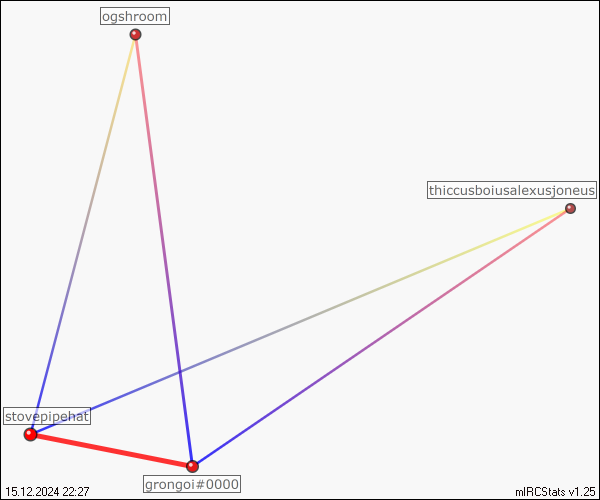 ogshroom
thiccusboiusalexusjoneus
stovepipehat
grongoi#0000
15.12.2024 22:27
mIRCStats v1.25